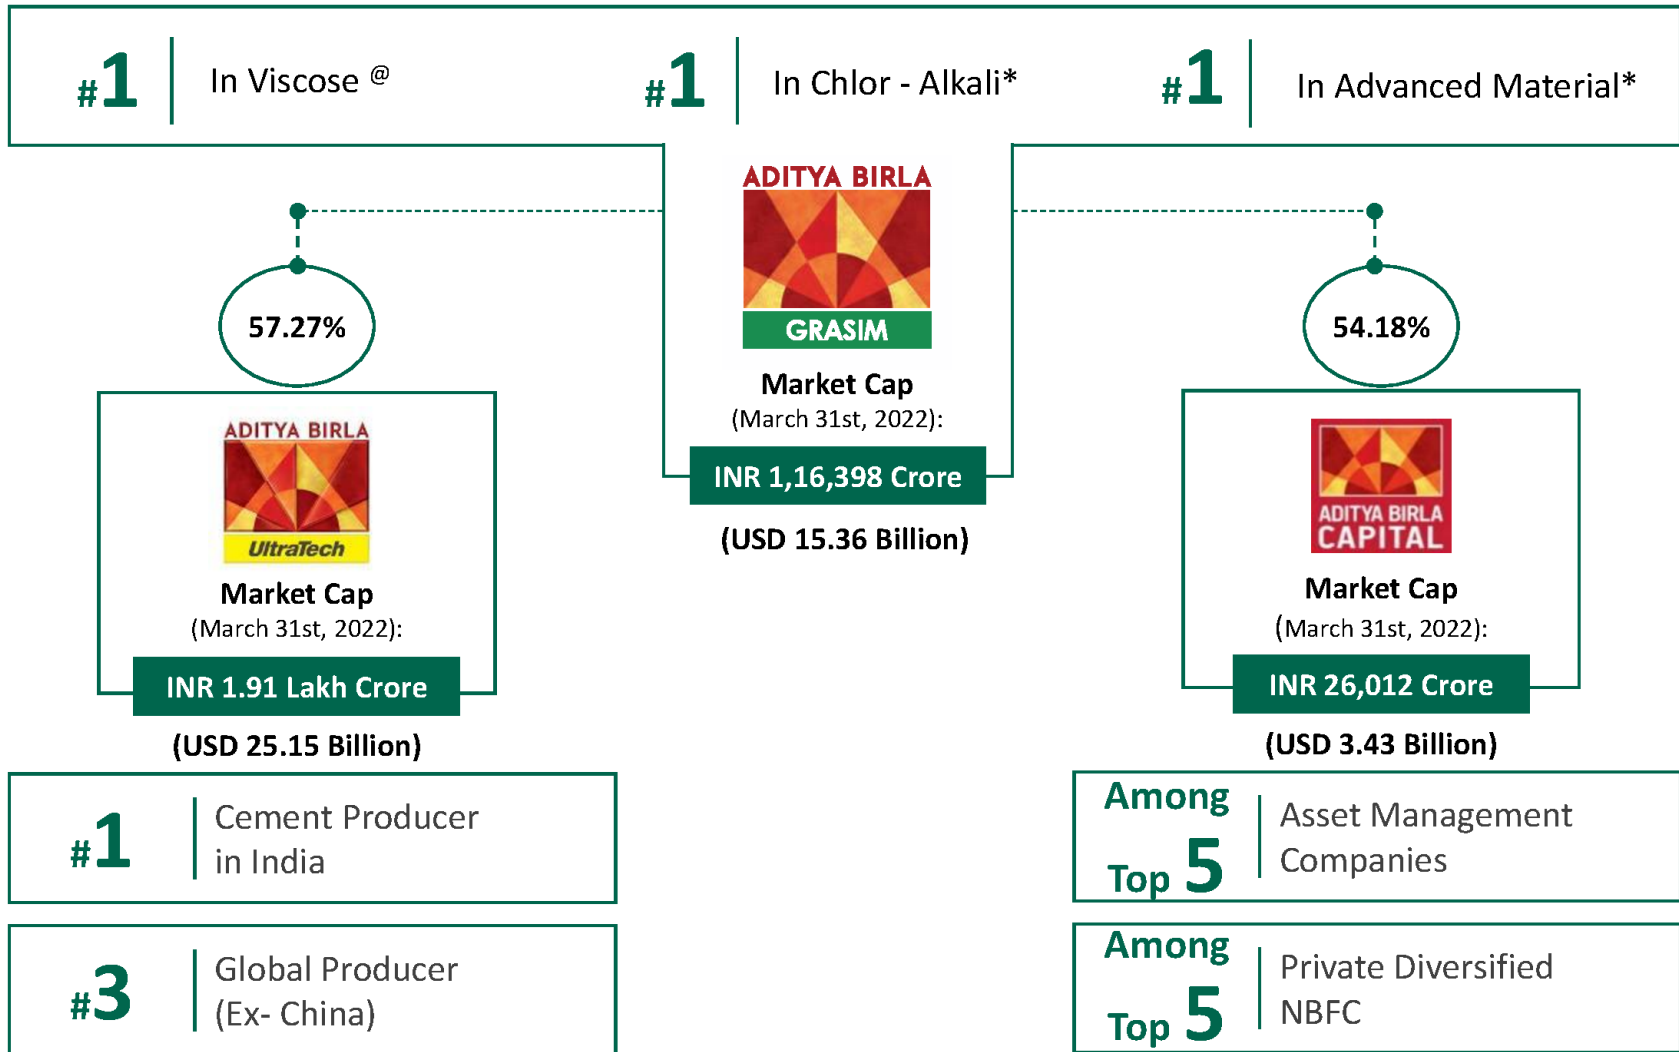 #1 In Viscose @
#1 In Chlor - Alkali*
#1 In Advanced Material*
ADITYA BIRLA
GRASIM
Market Cap
(March 31st, 2022):
INR 1,16,398 Crore
(USD 15.36 Billion)
57.27%
ADITYA BIRLA
UltraTech
Market Cap
(March 31st, 2022):
INR 1.91 Lakh Crore
(USD 25.15 Billion)
#1
Cement Producer
in India
#3
Global Producer
(Ex- China)
54.18%
ADITYA BIRLA
CAPITAL
Market Cap
(March 31st, 2022):
INR 26,012 Crore
(USD 3.43 Billion)
Among
Top 5
Asset Management
Companies
Among
Top 5
Private Diversified
NBFC